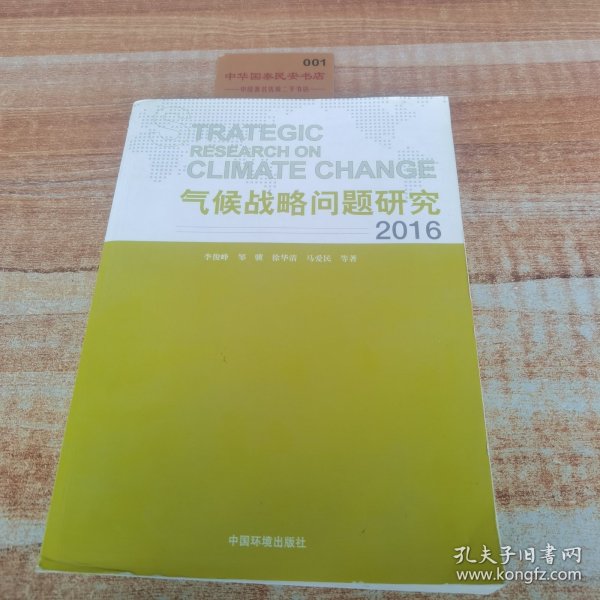 001
中华国泰民安书店
STRATEGIC
RESEARCH ON
CLIMATE CHANGE
气候战略问题研究
2016
李俊峰 邹骥 徐华清 马爱民 等著
中国环境出版社
孔夫子旧书网
www.kongfz.com